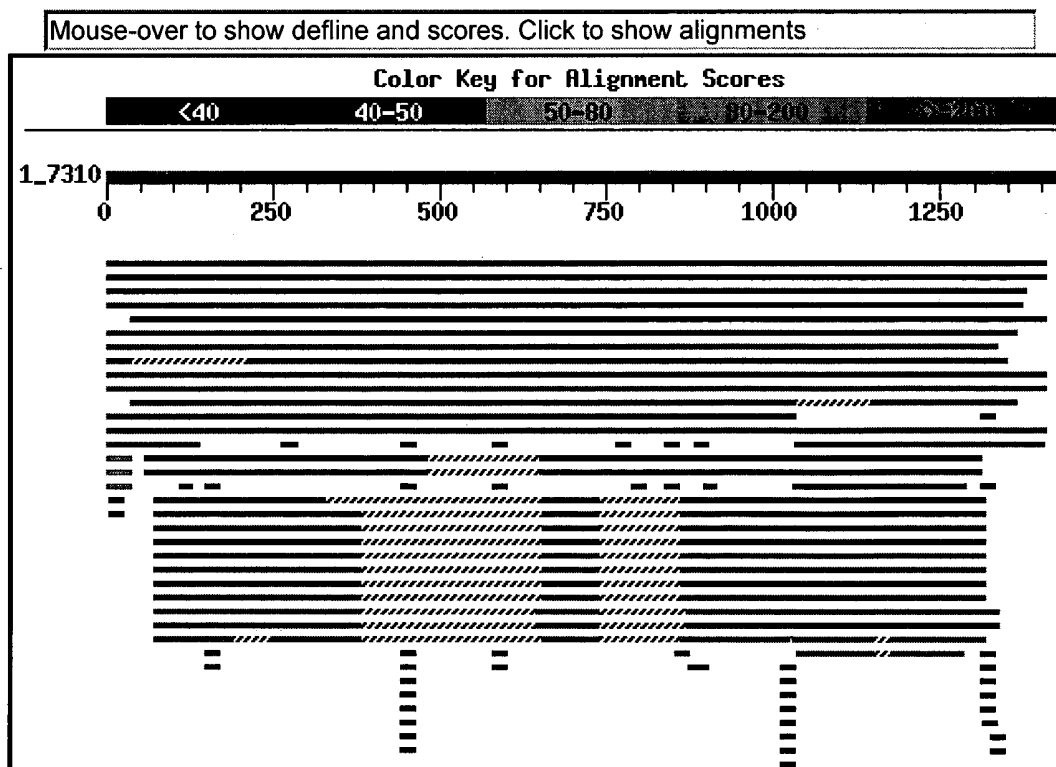 Mouse-over to show defline and scores. Click to show alignments
Color Key for Alignment Scores
<40 40-50 50-80 80-200
1_7310
0 250 500 750 1000 1250